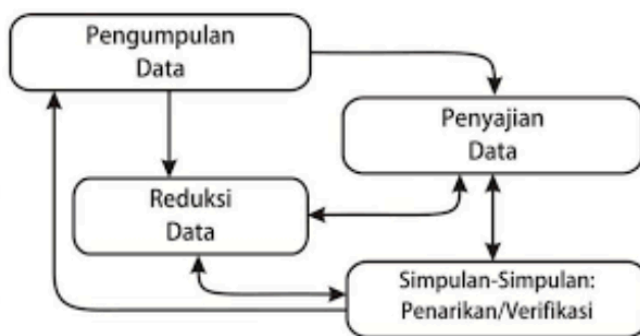 Pengumpulan
Data
Penyajian
Data
Reduksi
Data
Simpulan-Simpulan:
Penarikan/Verifikasi